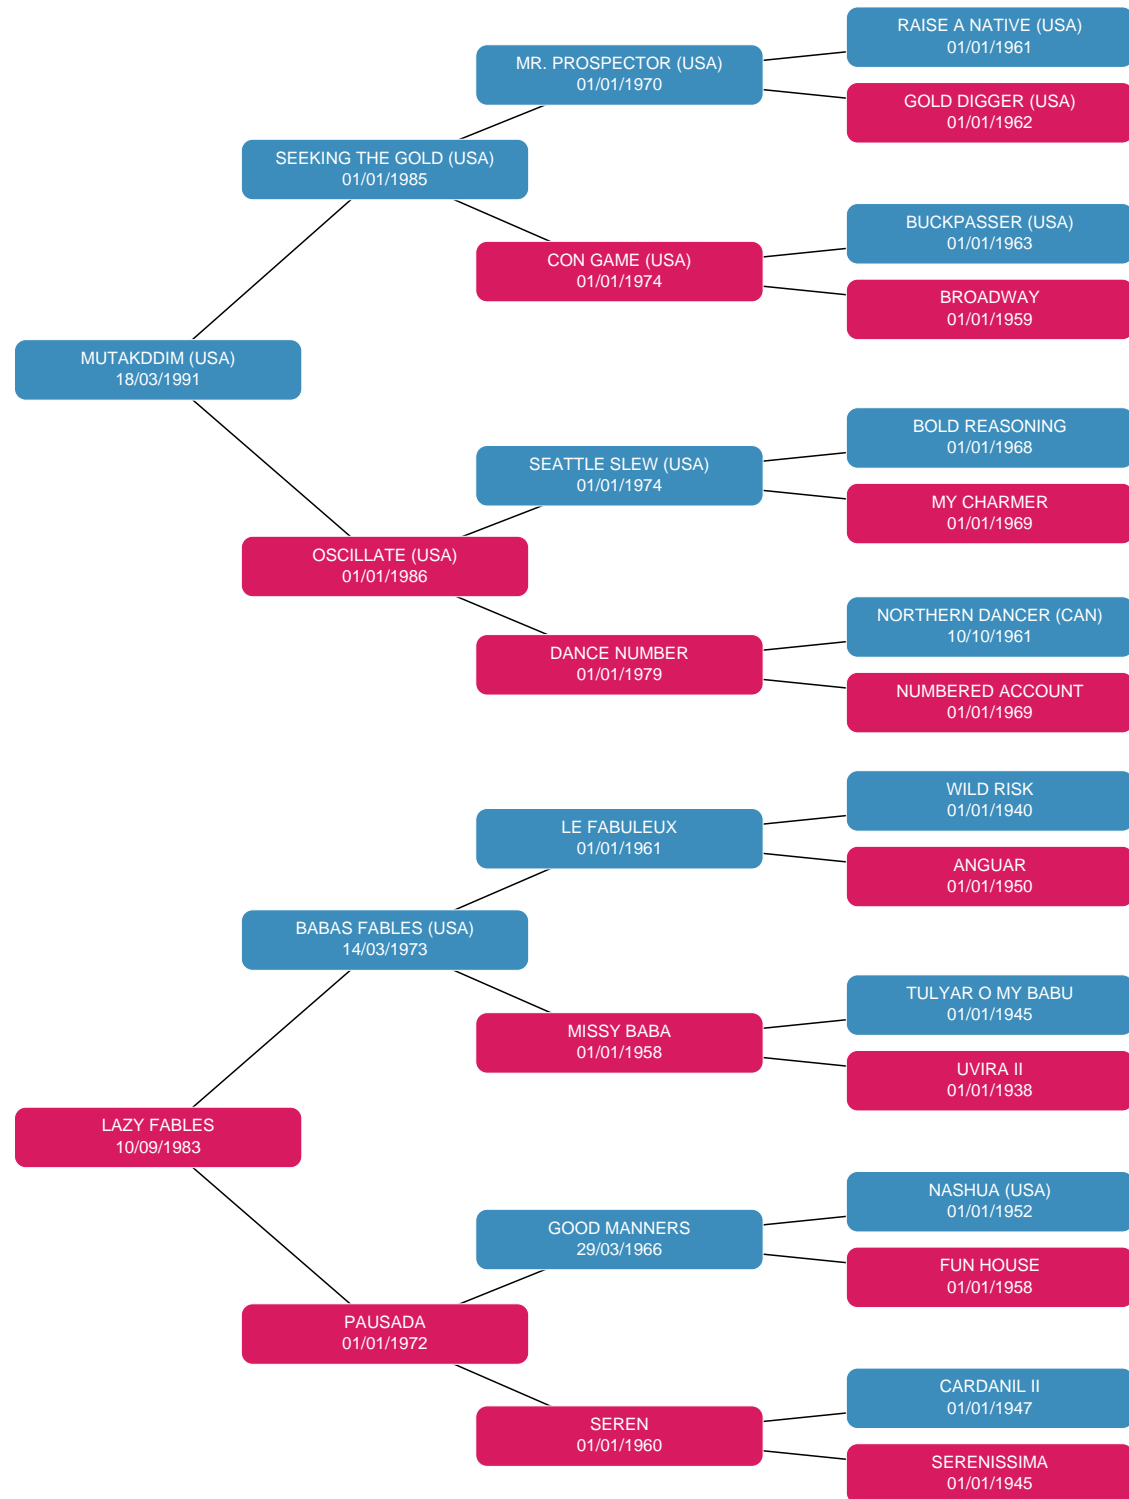 RAISE A NATIVE (USA)
01/01/1961
MR. PROSPECTOR (USA)
01/01/1970
GOLD DIGGER (USA)
01/01/1962
SEEKING THE GOLD (USA)
01/01/1985
BUCKPASSER (USA)
01/01/1963
CON GAME (USA)
01/01/1974
BROADWAY
01/01/1959
MUTAKDDIM (USA)
18/03/1991
BOLD REASONING
01/01/1968
SEATTLE SLEW (USA)
01/01/1974
MY CHARMER
01/01/1969
OSCILLATE (USA)
01/01/1986
NORTHERN DANCER (CAN)
10/10/1961
DANCE NUMBER
01/01/1979
NUMBERED ACCOUNT
01/01/1969
WILD RISK
01/01/1940
LE FABULEUX
01/01/1961
ANGUAR
01/01/1950
BABAS FABLES (USA)
14/03/1973
TULYAR O MY BABU
01/01/1945
MISSY BABA
01/01/1958
UVIRA II
01/01/1938
LAZY FABLES
10/09/1983
NASHUA (USA)
01/01/1952
GOOD MANNERS
29/03/1966
FUN HOUSE
01/01/1958
PAUSADA
01/01/1972
CARDANIL II
01/01/1947
SEREN
01/01/1960
SERENISSIMA
01/01/1945